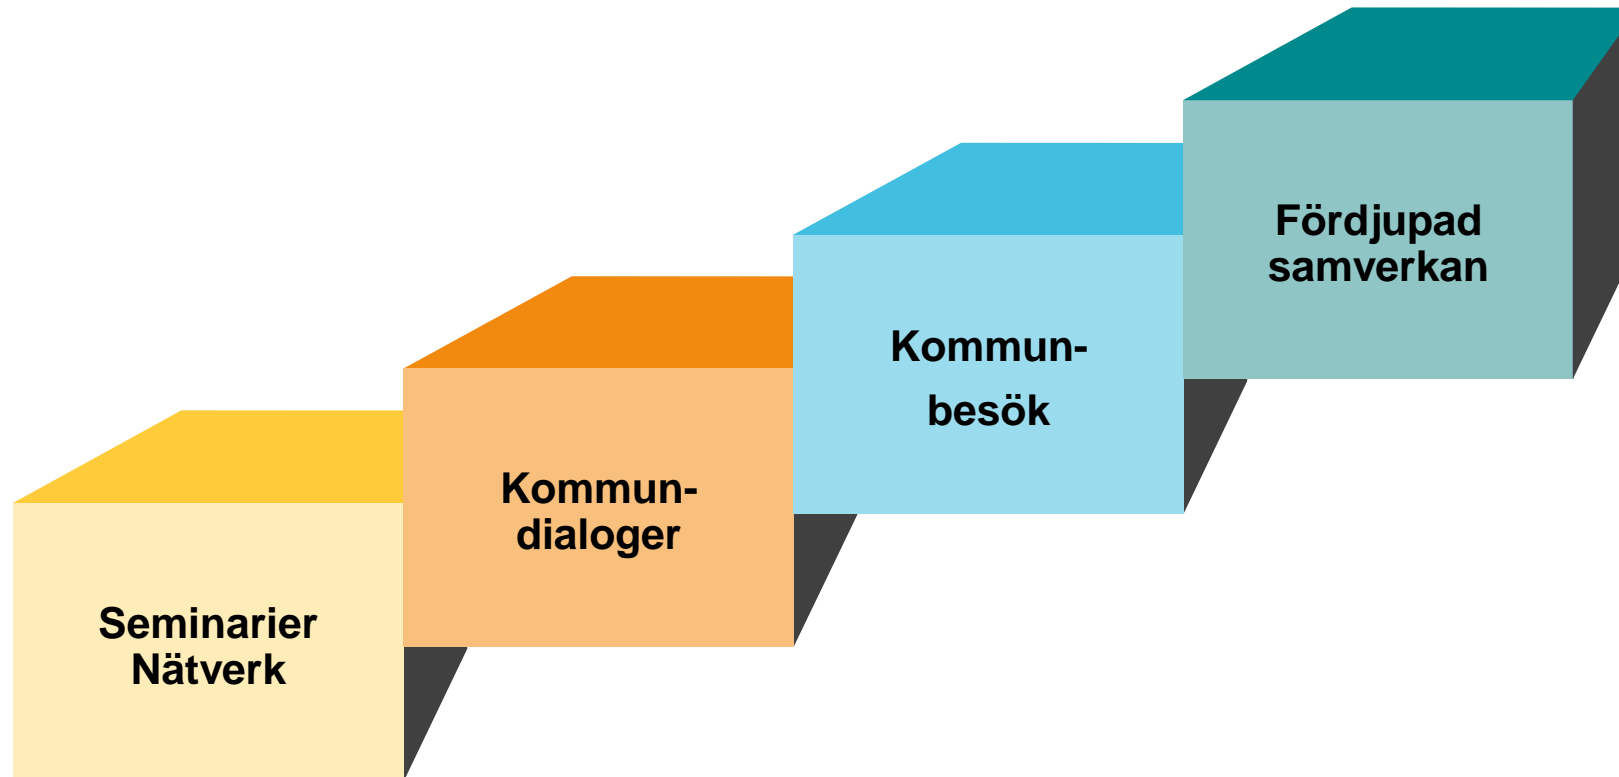 Seminarier
Nätverk
Kommun-
dialoger
Kommun-
besök
Fördjupad
samverkan